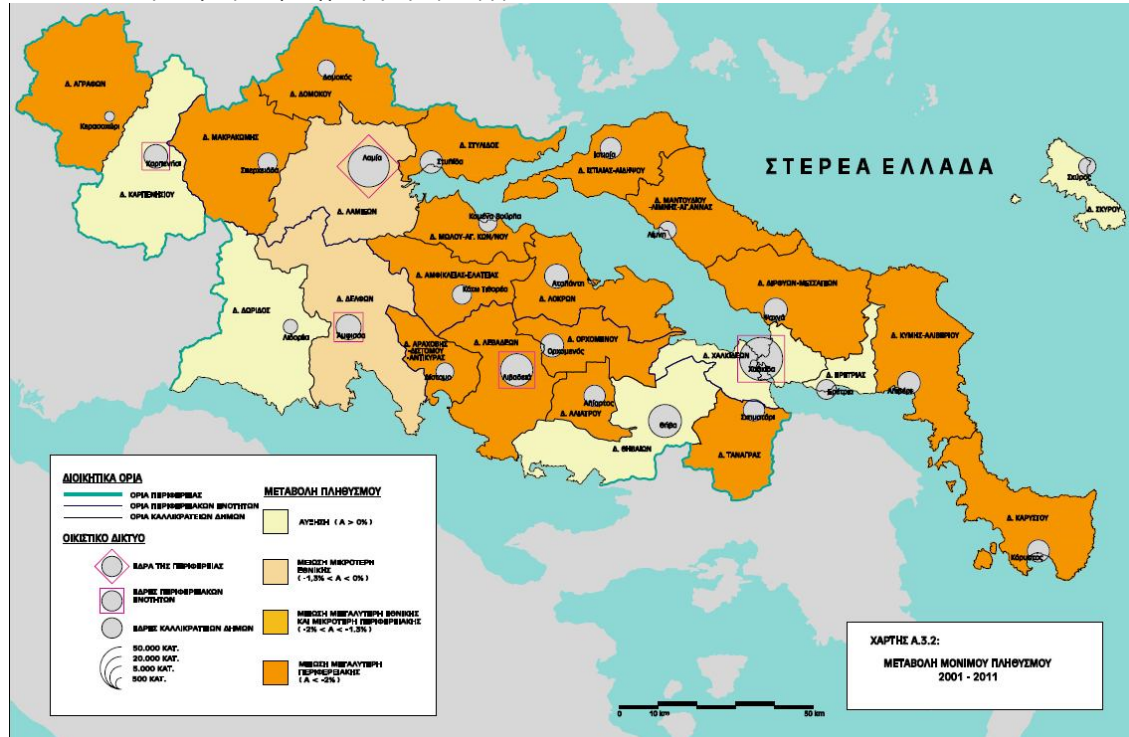 ΣΤΕΡΕΑ ΕΛΛΑΔΑ
Δ. ΑΓΡΑΦΩΝ
Κερασοχώρι
Δομοκός
Δ. ΔΟΜΟΚΟΥ
Δ. ΜΑΚΡΑΚΩΜΗΣ
Καρπενήσι
Σπερχειάδα
Λαμία
Στυλίδα
Δ. ΣΤΥΛΙΔΟΣ
Ιστιαία
Δ. ΙΣΤΙΑΙΑΣ-ΑΙΔΗΨΟΥ
Σκύρος
Δ. ΚΑΡΠΕΝΗΣΙΟΥ
Δ. ΛΑΜΙΕΩΝ
Δ. ΜΑΝΤΟΥΔΙΟΥ
-ΛΙΜΝΗΣ-ΑΓ.ΑΝΝΑΣ
Δ. ΣΚΥΡΟΥ
Καμένα Βούρλα
Δ. ΜΩΛΟΥ-ΑΓ. ΚΩΝ/ΝΟΥ
Λίμνη
Δ. ΑΜΦΙΚΛΕΙΑΣ-ΕΛΑΤΕΙΑΣ
Αταλάντη
Κάτω Τιθορέα
Δ. ΛΟΚΡΩΝ
Δ. ΔΙΡΦΥΩΝ-ΜΕΣΣΑΠΙΩΝ
Δ. ΔΕΛΦΩΝ
Δ. ΔΩΡΙΔΟΣ
Λιδορίκι
Άμφισσα
Ψαχνά
Δ. ΚΥΜΗΣ-ΑΛΙΒΕΡΙΟΥ
Δ. ΑΡΑΧΩΒΗΣ
-ΔΙΣΤΟΜΟΥ
-ΑΝΤΙΚΥΡΑΣ
Δ. ΛΕΒΑΔΕΩΝ
Δ. ΟΡΧΟΜΕΝΟΥ
Ορχομενός
Δ. ΧΑΛΚΙΔΕΩΝ
Χαλκίδα
Δίστομο
Λιβαδειά
Δ. ΕΡΕΤΡΙΑΣ
Ερέτρια
Αλιβέρι
Αλίαρτος
Δ. ΑΛΙΑΡΤΟΥ
Σχηματάρι
Θήβα
Δ. ΘΗΒΑΙΩΝ
Δ. ΤΑΝΑΓΡΑΣ
Δ. ΚΑΡΥΣΤΟΥ
Κάρυστος
ΔΙΟΙΚΗΤΙΚΑ ΟΡΙΑ
ΟΡΙΑ ΠΕΡΙΦΕΡΕΙΑΣ
ΟΡΙΑ ΠΕΡΙΦΕΡΕΙΑΚΩΝ ΕΝΟΤΗΤΩΝ
ΟΡΙΑ ΚΑΛΛΙΚΡΑΤΕΙΩΝ ΔΗΜΩΝ
ΟΙΚΙΣΤΙΚΟ ΔΙΚΤΥΟ
ΕΔΡΑ ΤΗΣ ΠΕΡΙΦΕΡΕΙΑΣ
ΕΔΡΕΣ ΠΕΡΙΦΕΡΕΙΑΚΩΝ
ΕΝΟΤΗΤΩΝ
ΕΔΡΕΣ ΚΑΛΛΙΚΡΑΤΕΙΩΝ ΔΗΜΩΝ
50.000 ΚΑΤ.
20.000 ΚΑΤ.
5.000 ΚΑΤ.
500 ΚΑΤ.
ΜΕΤΑΒΟΛΗ ΠΛΗΘΥΣΜΟΥ
ΑΥΞΗΣΗ ( Α > 0% )
ΜΕΙΩΣΗ ΜΙΚΡΟΤΕΡΗ
ΕΘΝΙΚΗΣ
( -1,3% < Α < 0% )
ΜΕΙΩΣΗ ΜΕΓΑΛΥΤΕΡΗ ΕΘΝΙΚΗΣ
ΚΑΙ ΜΙΚΡΟΤΕΡΗ ΠΕΡΙΦΕΡΕΙΑΚΗΣ
( -2% < Α < -1.3% )
ΜΕΙΩΣΗ ΜΕΓΑΛΥΤΕΡΗ
ΠΕΡΙΦΕΡΕΙΑΚΗΣ
( Α < -2% )
0 10 km 50 km
ΧΑΡΤΗΣ Α.3.2:
ΜΕΤΑΒΟΛΗ ΜΟΝΙΜΟΥ ΠΛΗΘΥΣΜΟΥ
2001 - 2011